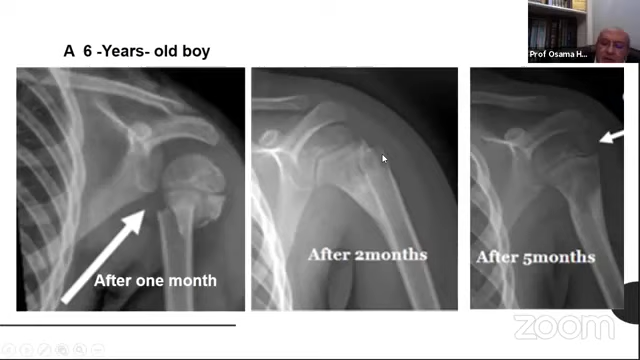 A 6 -Years- old boy
Prof Osama H...
After one month
After 2months
After 5months
zoom